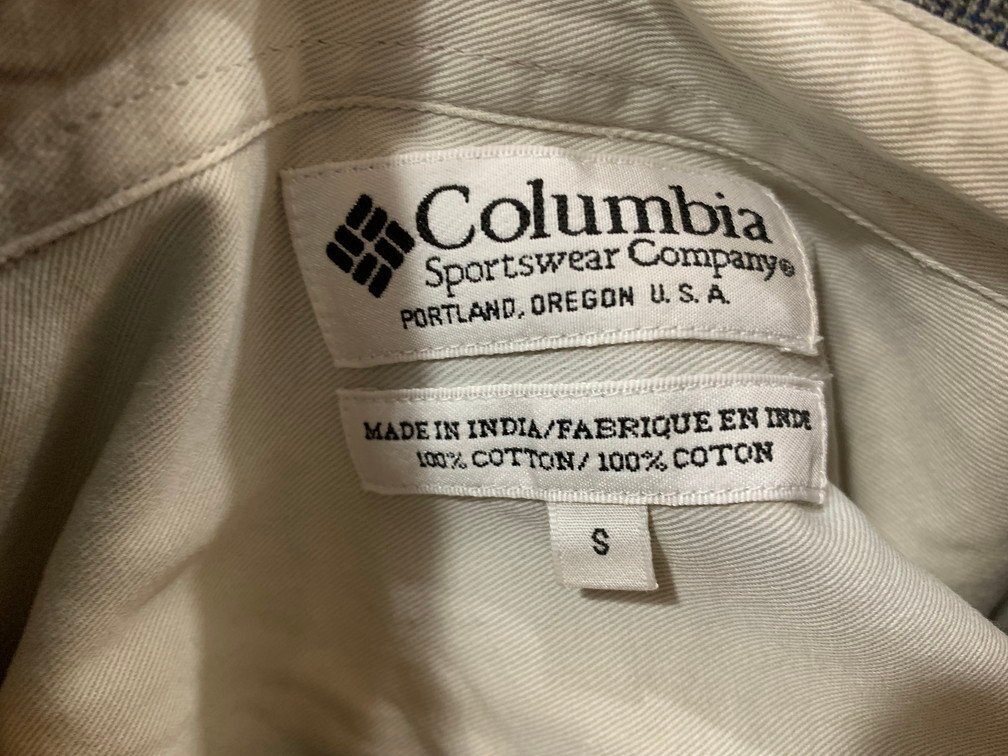 Columbia
Sportswear Company®
PORTLAND, OREGON U.S.A.
MADE IN INDIA/FABRIQUE EN INDE
100% COTTON/ 100% COTON
S